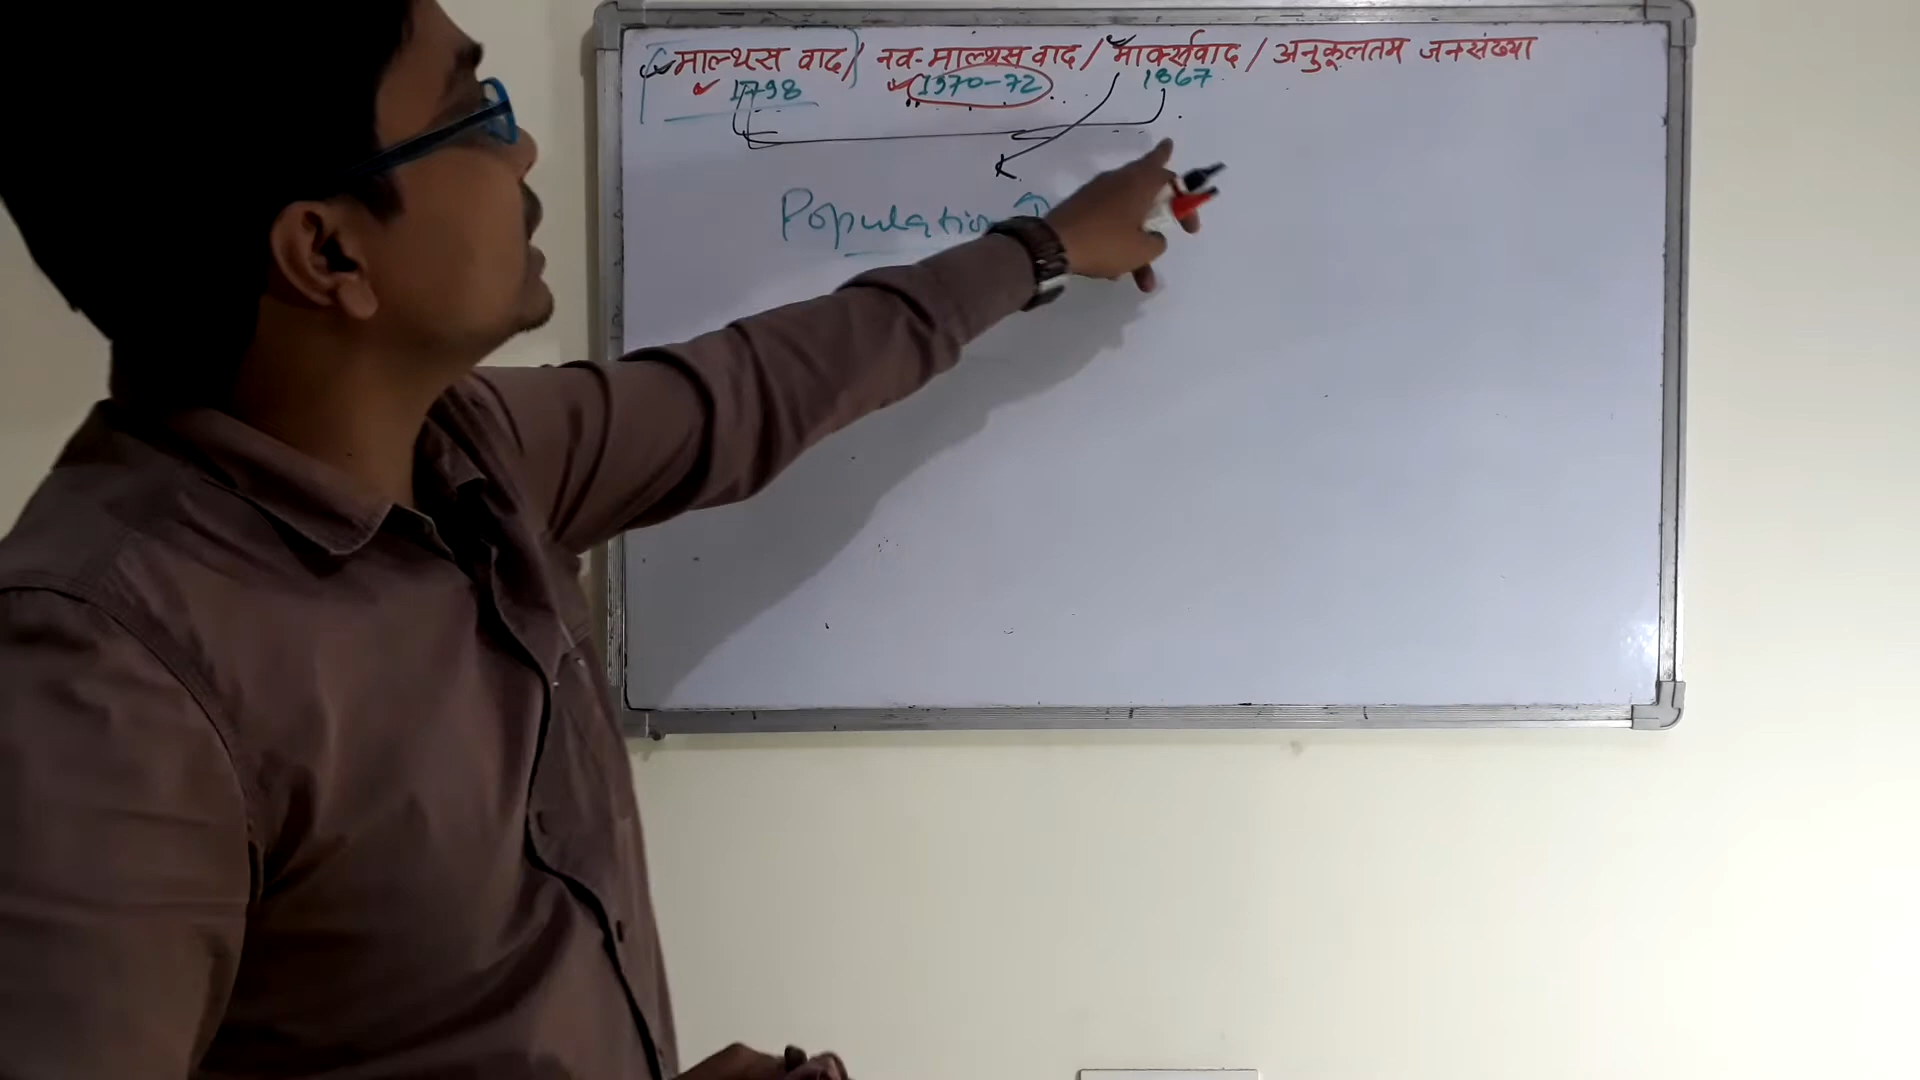 माल्थस वाद / नव-माल्थस वाद / मार्क्सवाद / अनुकूलतम जनसंख्या
1798 1970-72 1867
Population